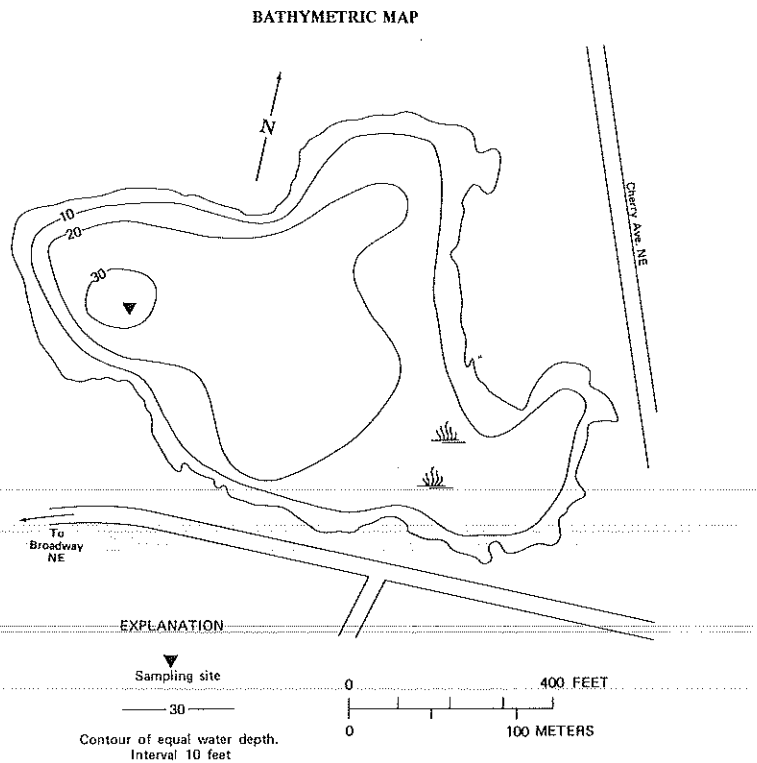 BATHYMETRIC MAP
N
Cherry Ave. NE
10
20
30
To
Broadway
NE
EXPLANATION
Sampling site
30
Contour of equal water depth.
Interval 10 feet
0 400 FEET
0 100 METERS